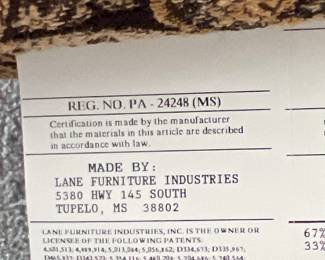 REG. NO. PA - 24248 (MS)
Certification is made by the manufacturer
that the materials in this article are described
in accordance with law.
MADE BY:
LANE FURNITURE INDUSTRIES
5380 HWY 145 SOUTH
TUPELO, MS 38802
LANE FURNITURE INDUSTRIES, INC. IS THE OWNER OR
LICENSEE OF THE FOLLOWING PATENTS:
67%
33%